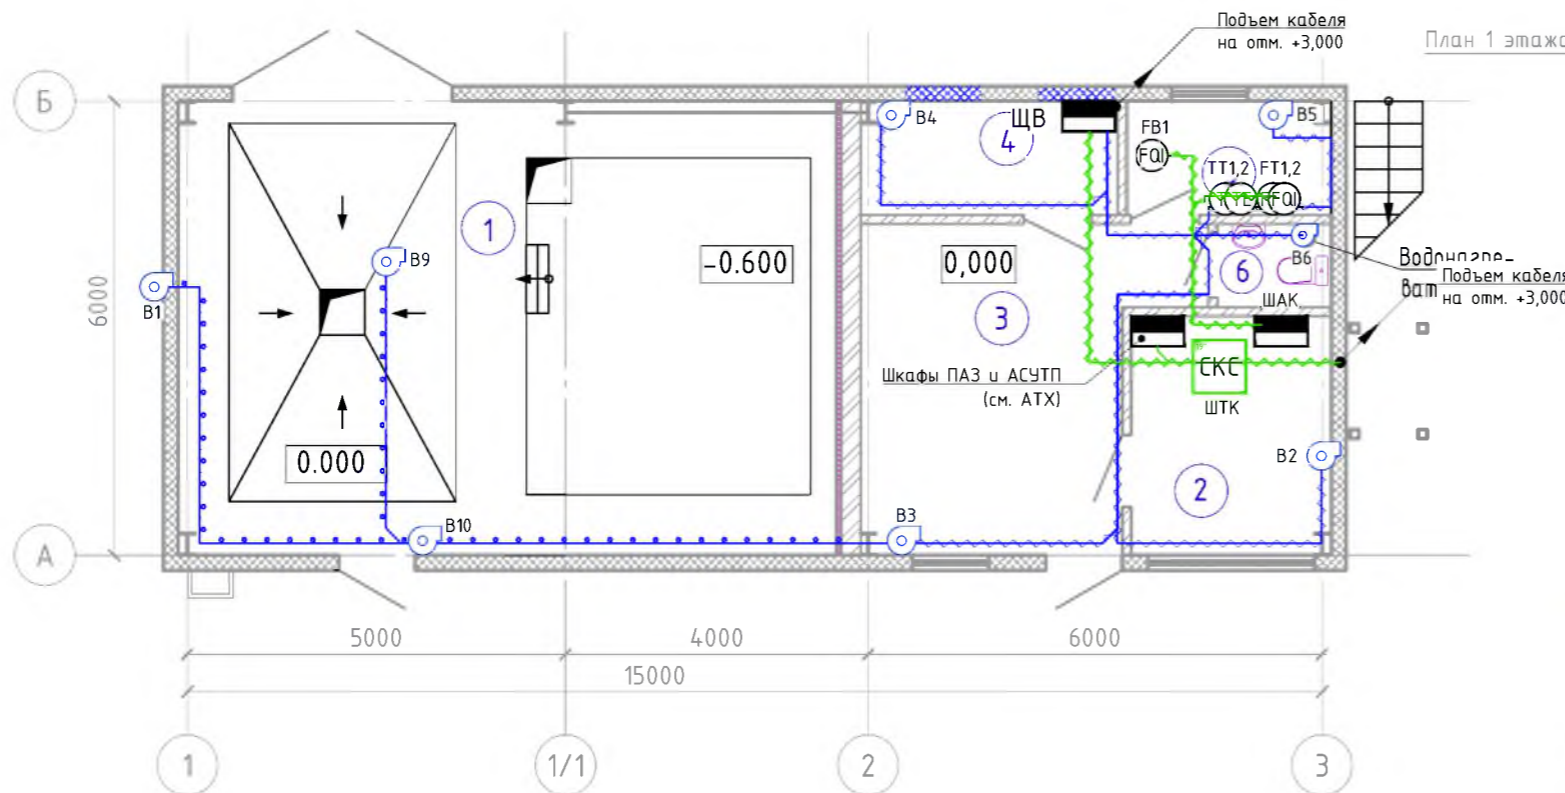 Подъем кабеля
на отм. +3,000
План 1 этажа
Б
В4
ЩВ
4
FB1
FQI
В5
ТТ1,2
FT1,2
FQI
1
В9
В1
-0.600
0,000
3
В6
6
Водонагре-
ват
Подъем кабеля
на отм. +3,000
ШАК
6000
Шкафы ПАЗ и АСУТП
(см. АТХ)
СКС
ШТК
0.000
В2
2
В10
В3
А
5000
4000
6000
15000
1
1/1
2
3